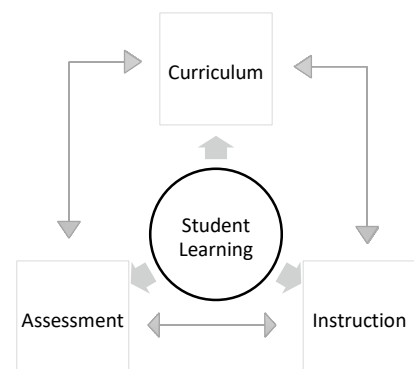 Curriculum
Student
Learning
Assessment
Instruction